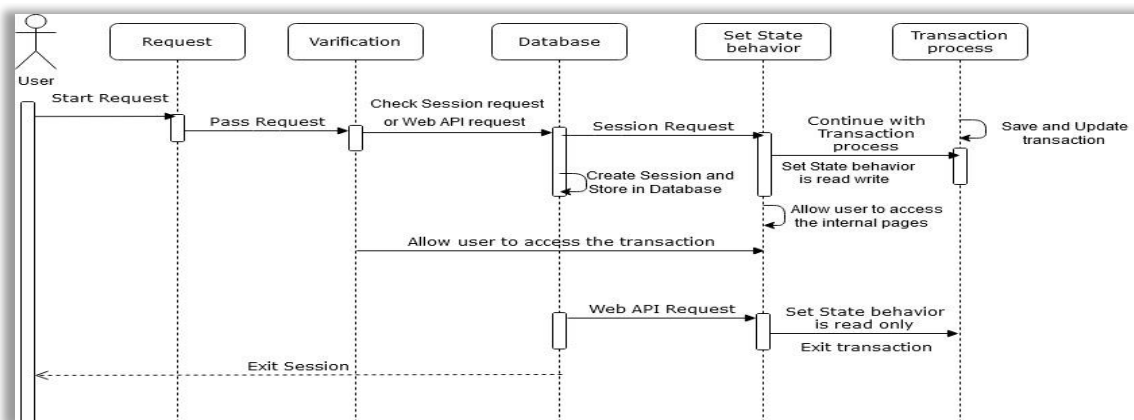 Request
Varification
Database
Set State
behavior
Transaction
process
User
Start Request
Pass Request
Check Session request
or Web API request
Session Request
Continue with
Transaction
process
Save and Update
transaction
Set State behavior
is read write
Create Session and
Store in Database
Allow user to access
the internal pages
Allow user to access the transaction
Web API Request
Set State behavior
is read only
Exit transaction
Exit Session